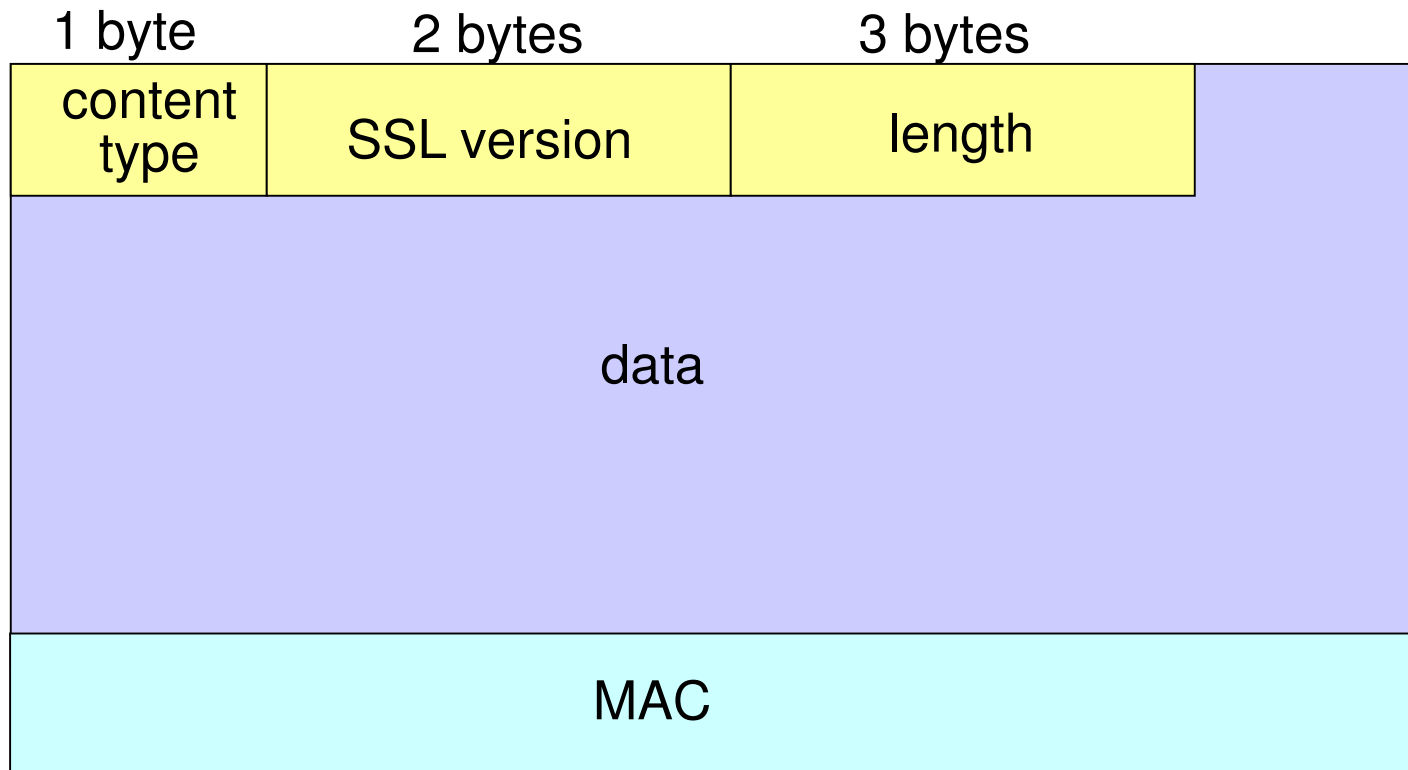 1 byte 2 bytes 3 bytes
content
type
SSL version
length
data
MAC